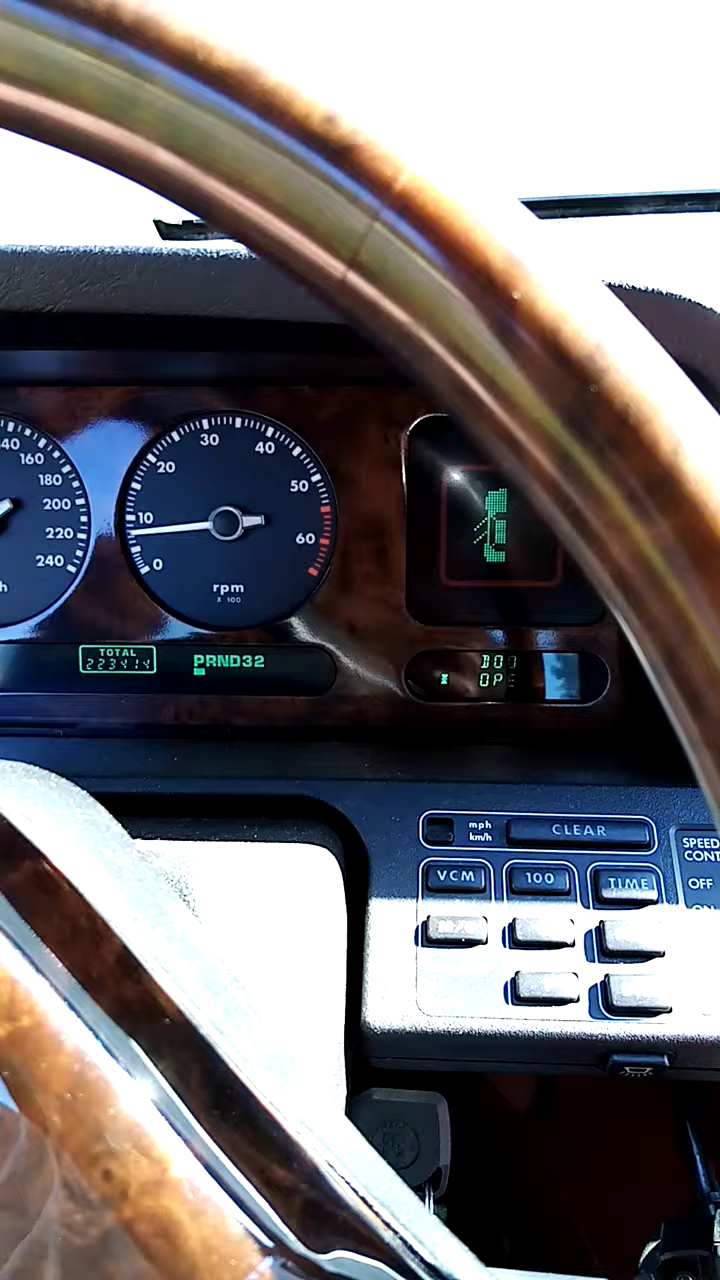 40
160
180
200
220
240
h
0
10
20
30
40
50
60
rpm
X 100
TOTAL
223414
PRND32
mph
km/h
CLEAR
VCM
100
TIME
SPEED
CONT
OFF